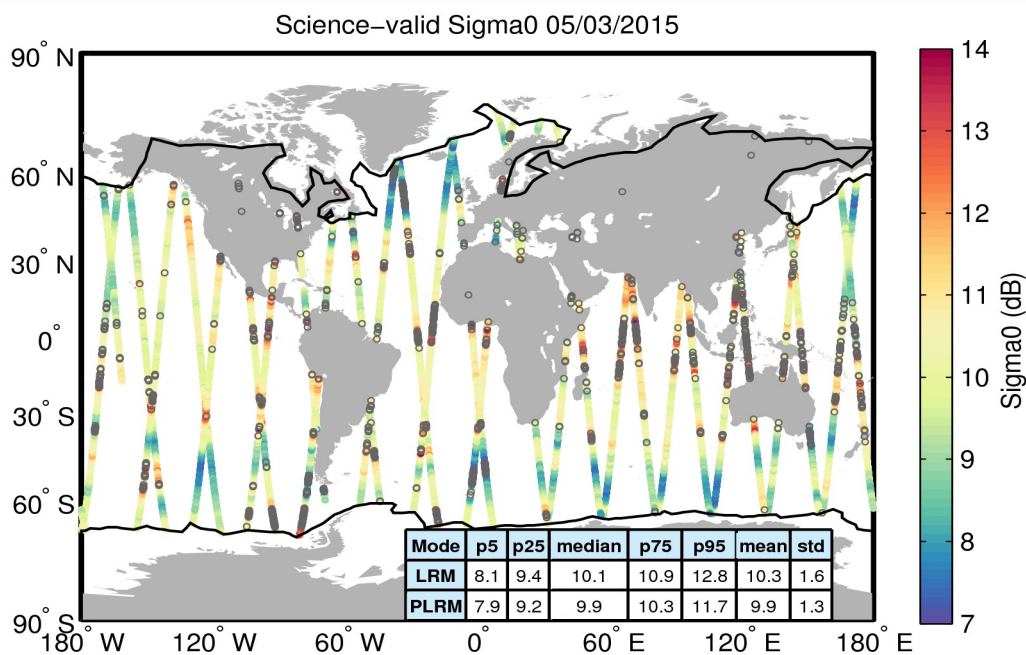 Science−valid Sigma0 05/03/2015
90° N
60° N
30° N
0°
30° S
60° S
90° S
180° W
120° W
60° W
0°
60° E
120° E
180° E
14
13
12
11
10
9
8
7
Sigma0 (dB)
Mode p5 p25 median p75 p95 mean std
LRM 8.1 9.4 10.1 10.9 12.8 10.3 1.6
PLRM 7.9 9.2 9.9 10.3 11.7 9.9 1.3